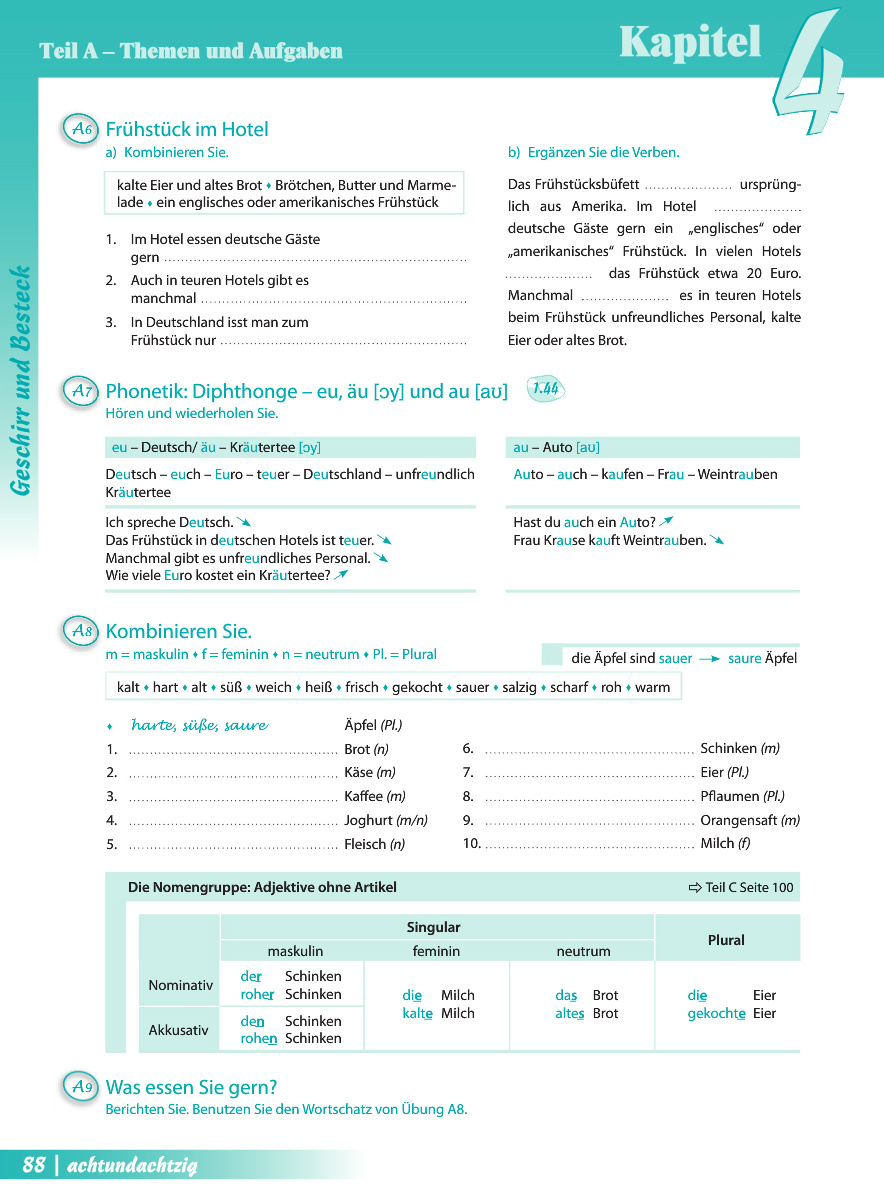 Teil A – Themen und Aufgaben
Kapitel 4
Geschirr und Besteck
A6 Frühstück im Hotel
a) Kombinieren Sie.
kalte Eier und altes Brot ♦ Brötchen, Butter und Marme-
lade ♦ ein englisches oder amerikanisches Frühstück
1. Im Hotel essen deutsche Gäste
gern ....................
2. Auch in teuren Hotels gibt es
manchmal ....................
3. In Deutschland isst man zum
Frühstück nur ....................
b) Ergänzen Sie die Verben.
Das Frühstücksbüfett .................... ursprüng-
lich aus Amerika. Im Hotel ....................
deutsche Gäste gern ein „englisches“ oder
„amerikanisches“ Frühstück. In vielen Hotels
.................... das Frühstück etwa 20 Euro.
Manchmal .................... es in teuren Hotels
beim Frühstück unfreundliches Personal, kalte
Eier oder altes Brot.
A7 Phonetik: Diphthonge – eu, äu [ɔy] und au [aʊ] 1.44
Hören und wiederholen Sie.
eu – Deutsch/ äu – Kräutertee [ɔy]
Deutsch – euch – Euro – teuer – Deutschland – unfreundlich
Kräutertee
Ich spreche Deutsch. ↘
Das Frühstück in deutschen Hotels ist teuer. ↘
Manchmal gibt es unfreundliches Personal. ↘
Wie viele Euro kostet ein Kräutertee? ↗
au – Auto [aʊ]
Auto – auch – kaufen – Frau – Weintrauben
Hast du auch ein Auto? ↗
Frau Krause kauft Weintrauben. ↘
A8 Kombinieren Sie.
m = maskulin ♦ f = feminin ♦ n = neutrum ♦ Pl. = Plural
die Äpfel sind sauer → saure Äpfel
kalt ♦ hart ♦ alt ♦ süß ♦ weich ♦ heiß ♦ frisch ♦ gekocht ♦ sauer ♦ salzig ♦ scharf ♦ roh ♦ warm
♦ harte, süße, saure Äpfel (Pl.)
1. .................... Brot (n)
2. .................... Käse (m)
3. .................... Kaffee (m)
4. .................... Joghurt (m/n)
5. .................... Fleisch (n)
6. .................... Schinken (m)
7. .................... Eier (Pl.)
8. .................... Pflaumen (Pl.)
9. .................... Orangensaft (m)
10. .................... Milch (f)
Die Nomengruppe: Adjektive ohne Artikel ⇨ Teil C Seite 100
Singular Plural
maskulin feminin neutrum
Nominativ
der Schinken
roher Schinken
Akkusativ
den Schinken
rohen Schinken
die Milch
kalte Milch
das Brot
altes Brot
die Eier
gekochte Eier
A9 Was essen Sie gern?
Berichten Sie. Benutzen Sie den Wortschatz von Übung A8.
88 | achtundachtzig